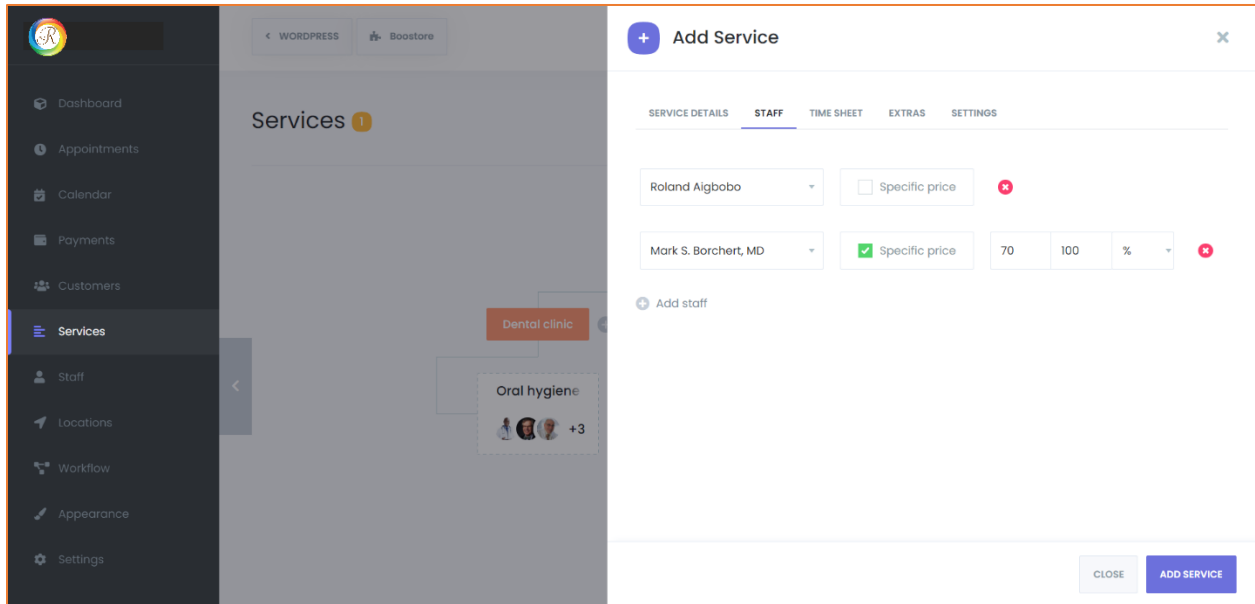 R
WORDPRESS
Boostore
Dashboard
Appointments
Calendar
Payments
Customers
Services
Staff
Locations
Workflow
Appearance
Settings
Services 1
Dental clinic
Oral hygiene
+3
Add Service
SERVICE DETAILS STAFF TIME SHEET EXTRAS SETTINGS
Roland Aigbobo Specific price
Mark S. Borchert, MD Specific price 70 100 %
Add staff
CLOSE ADD SERVICE